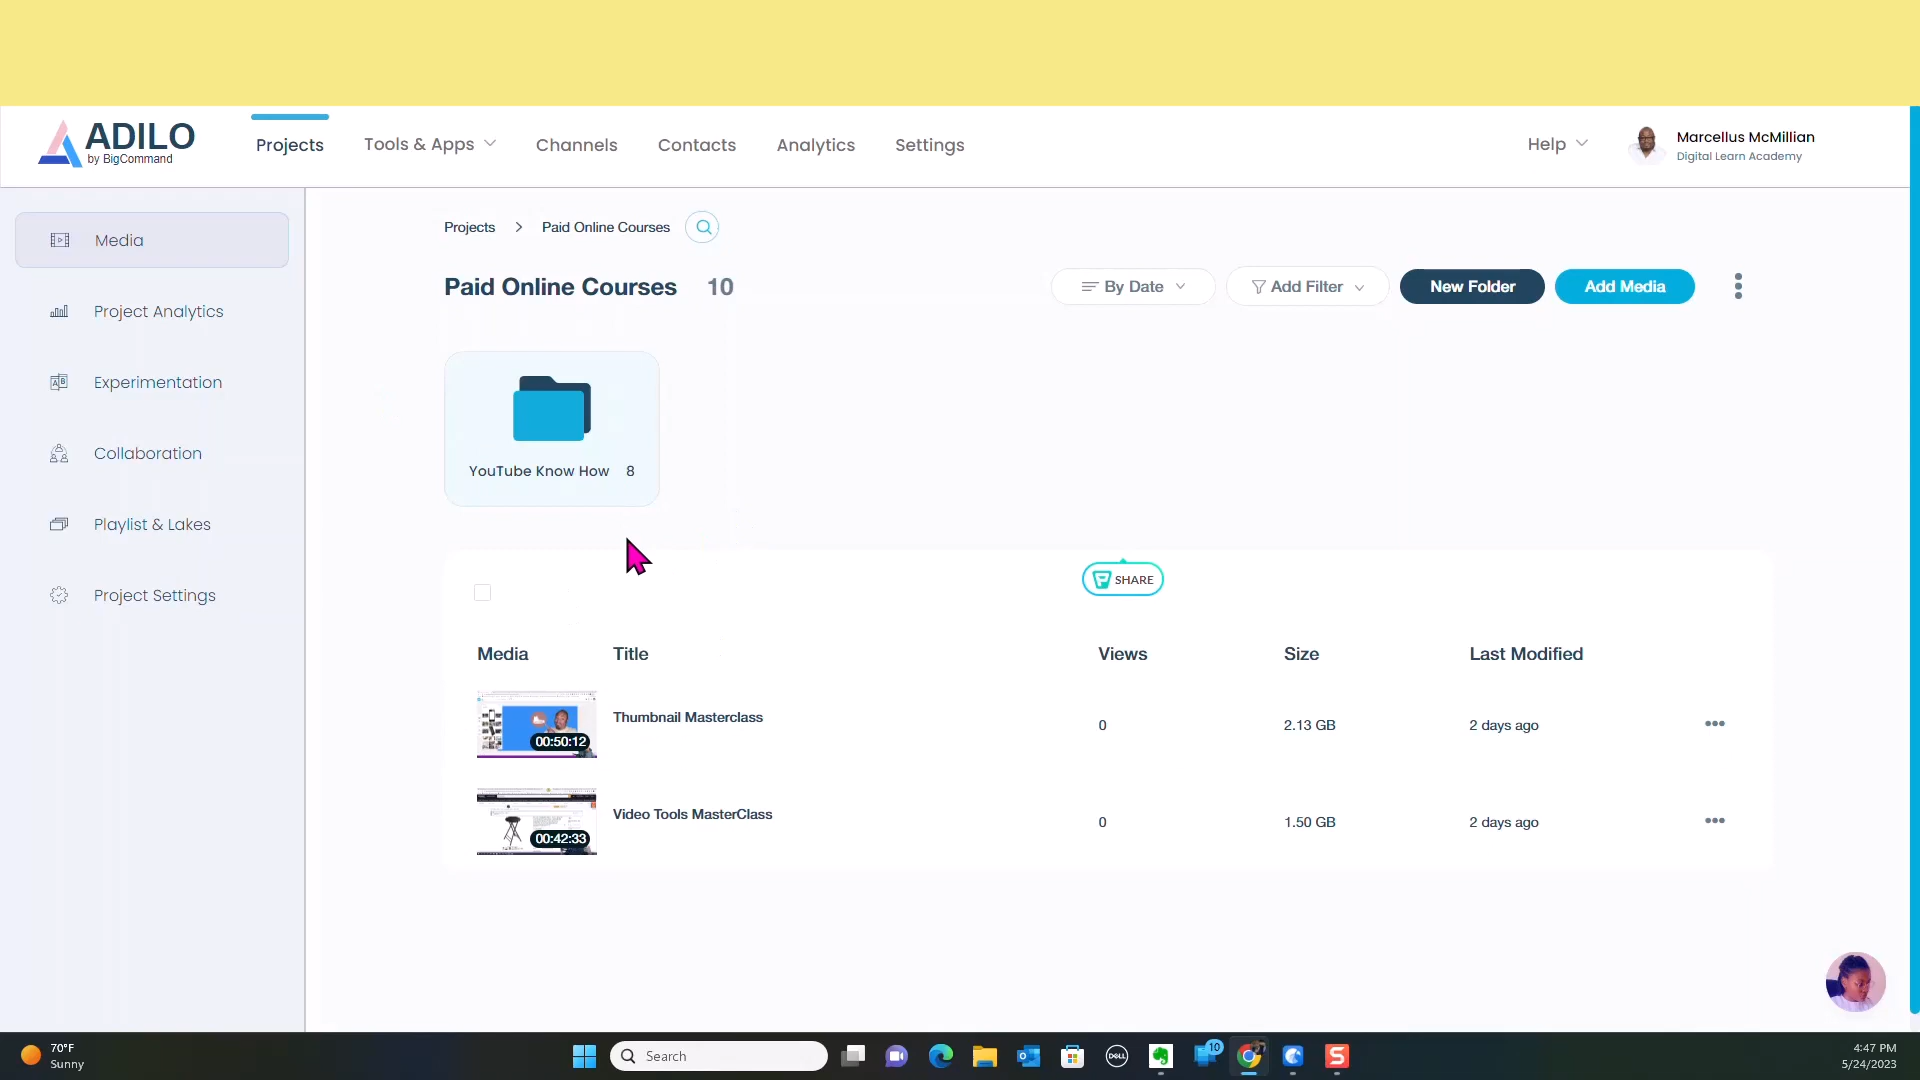 ADILO
by BigCommand
Projects
Tools & Apps
Channels
Contacts
Analytics
Settings
Help
Marcellus McMillian
Digital Learn Academy
Media
Project Analytics
Experimentation
Collaboration
Playlist & Lakes
Project Settings
Projects > Paid Online Courses
Paid Online Courses 10
By Date
Add Filter
New Folder
Add Media
YouTube Know How 8
SHARE
Media Title Views Size Last Modified
00:50:12
Thumbnail Masterclass 0 2.13 GB 2 days ago
00:42:33
Video Tools MasterClass 0 1.50 GB 2 days ago
70°F
Sunny
Search
DELL
10
4:47 PM
5/24/2023